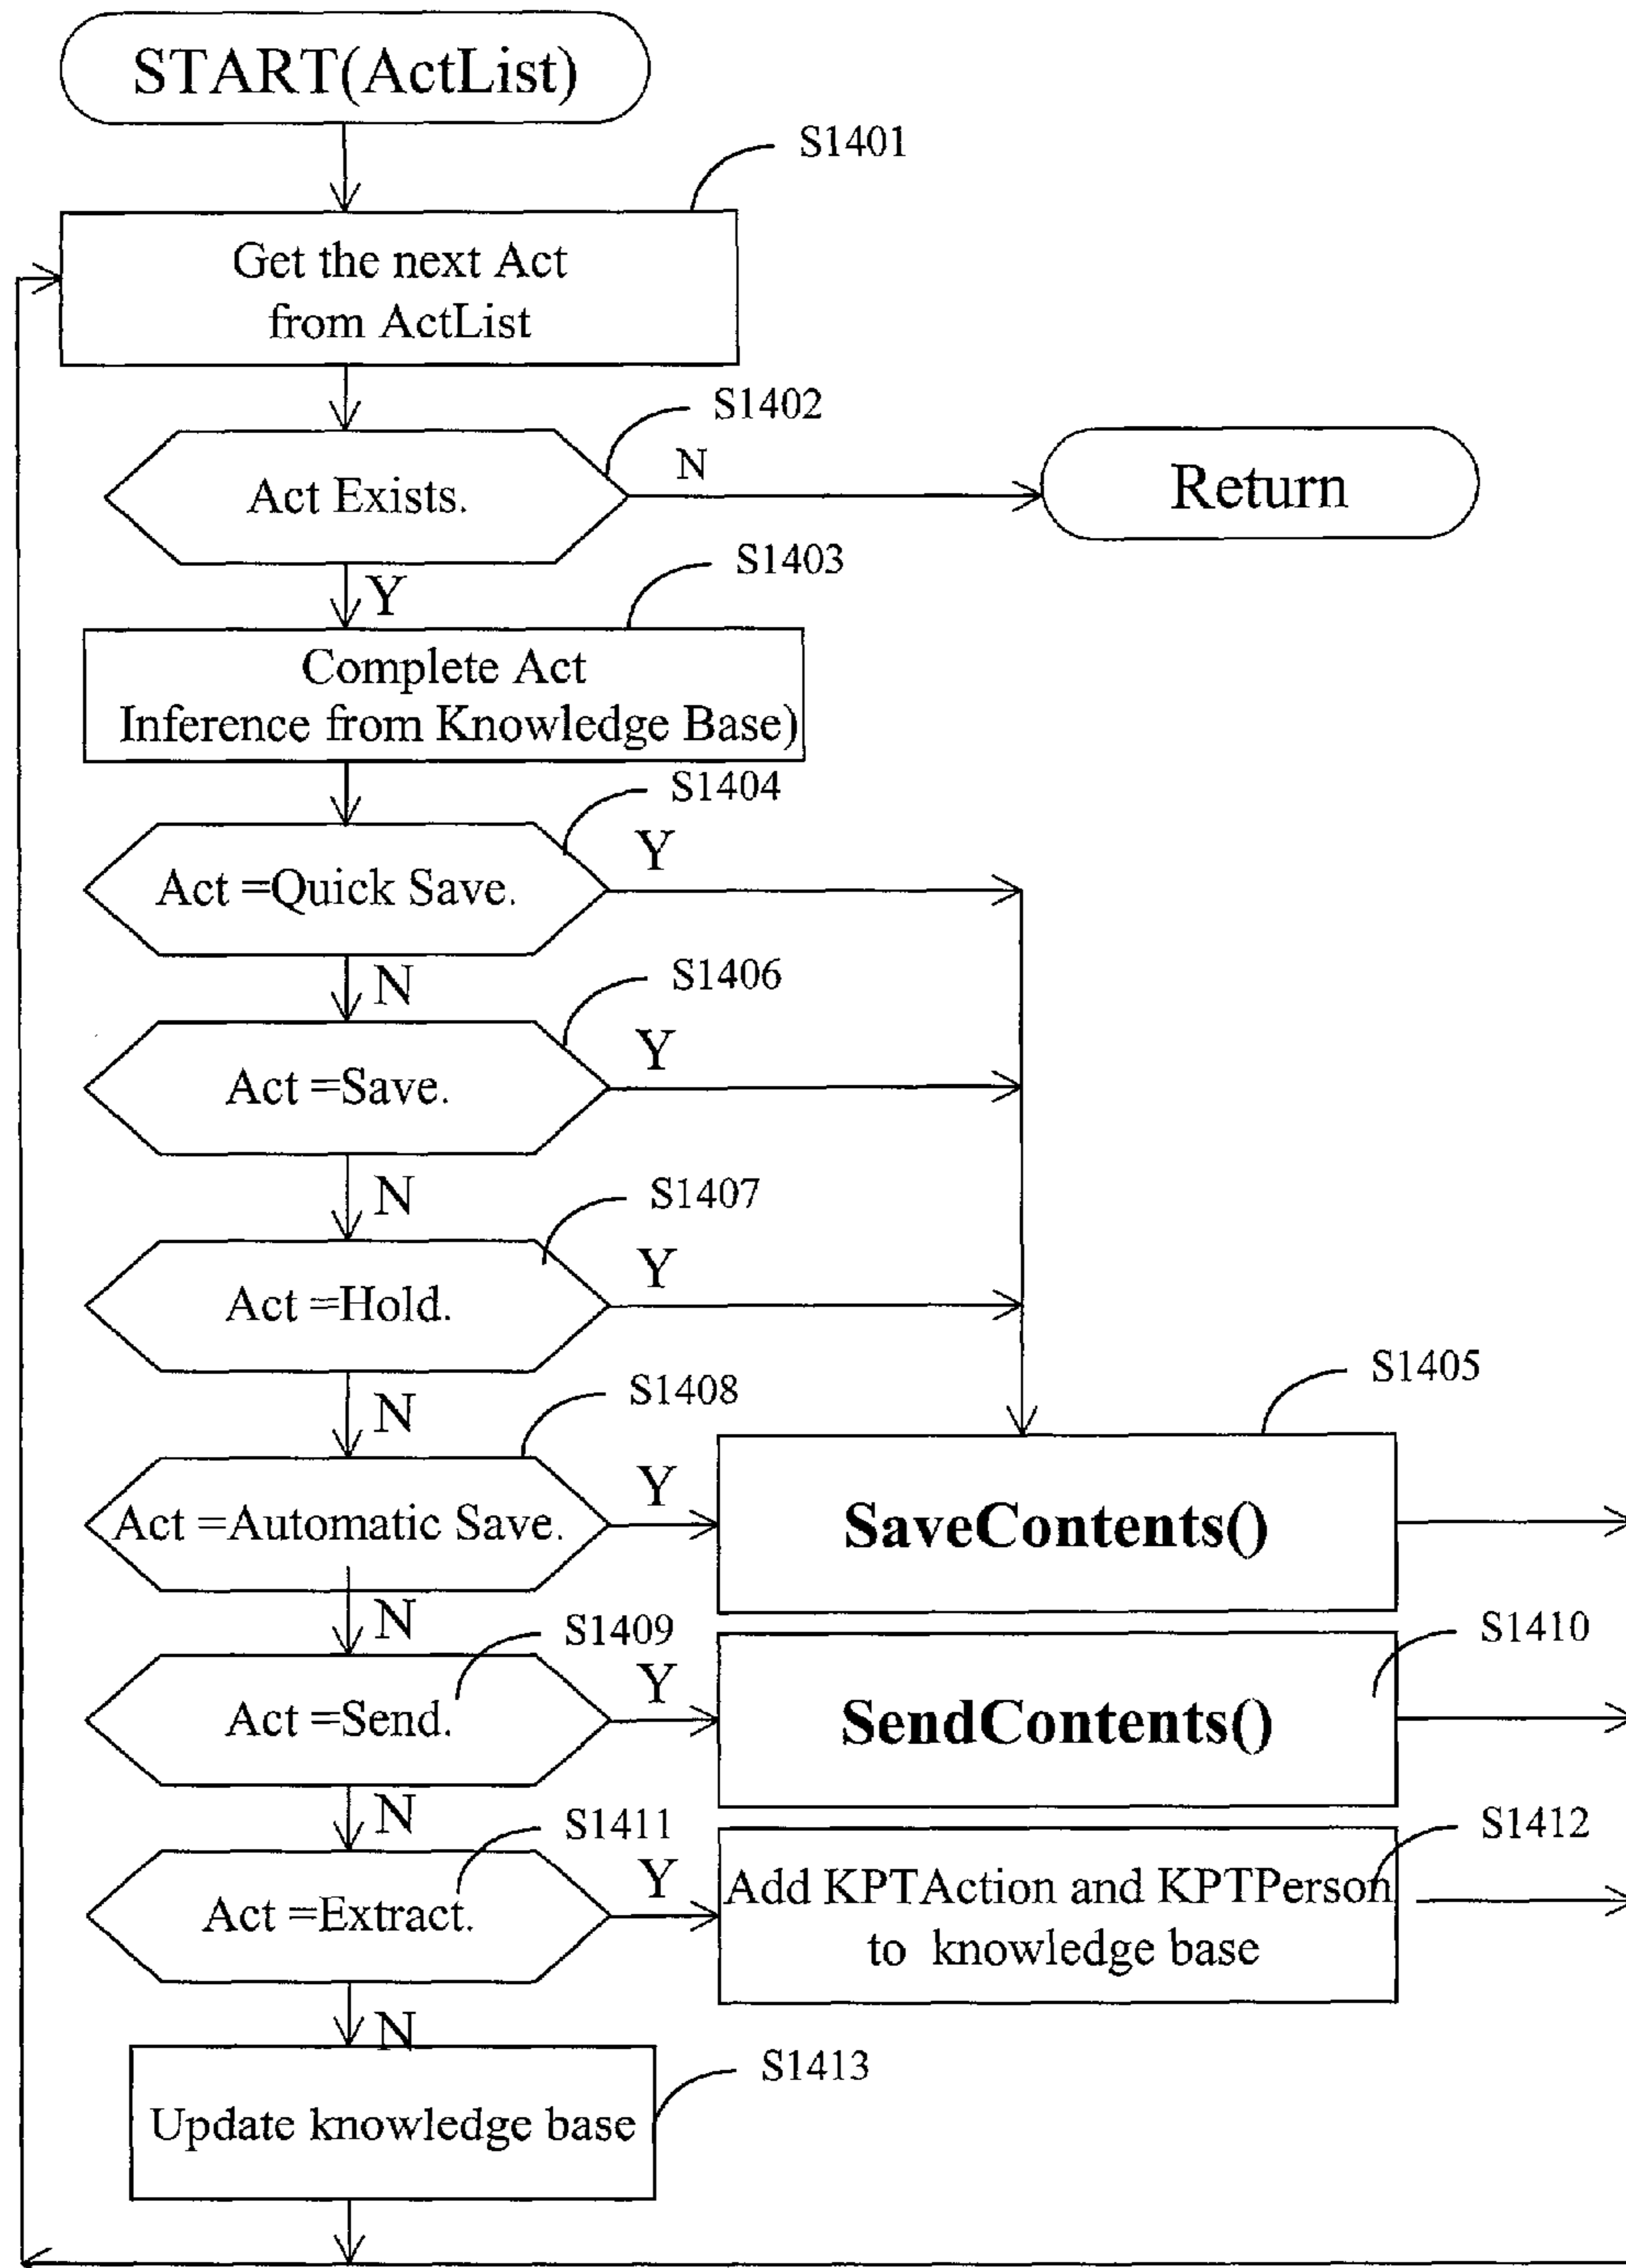 START(ActList)
S1401
Get the next Act
from ActList
S1402
Act Exists.
N
Return
S1403
Y
Complete Act
Inference from Knowledge Base)
S1404
Act =Quick Save.
Y
N
S1406
Act =Save.
Y
N
S1407
Act =Hold.
Y
N
S1408
S1405
Act =Automatic Save.
Y
SaveContents()
N
S1409
S1410
Act =Send.
Y
SendContents()
N
S1411
S1412
Act =Extract.
Y
Add KPTAction and KPTPerson
to knowledge base
N
S1413
Update knowledge base